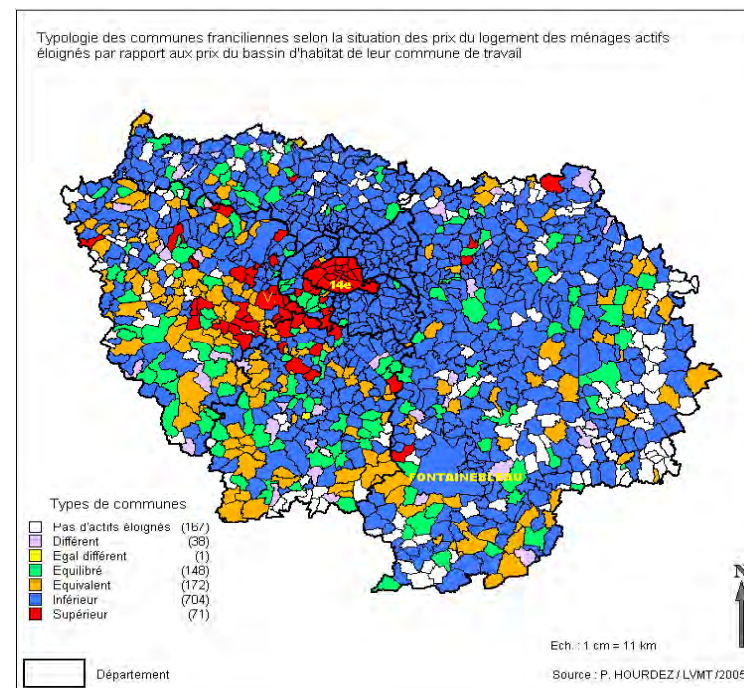 Typologie des communes franciliennes selon la situation des prix du logement des ménages actifs
éloignés par rapport aux prix du bassin d'habitat de leur commune de travail
14e
V
FONTAINEBLEAU
Types de communes
Pas d'actifs éloignés (167)
Différent (38)
Egal différent (1)
Equilibré (148)
Equivalent (172)
Inférieur (704)
Supérieur (71)
N
Ech. : 1 cm = 11 km
Département
Source : P. HOURDEZ / LVMT /2005